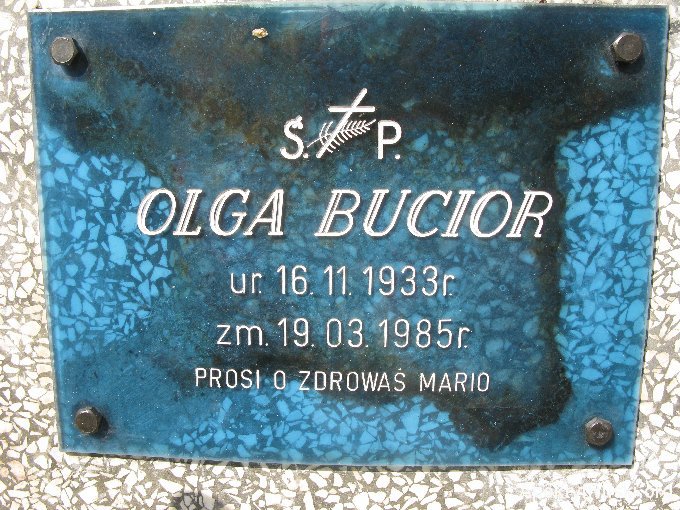 Ś. P.
OLGA BUCIOR
ur. 16.11.1933r.
zm. 19.03.1985r.
PROSI O ZDROWAŚ MARIO